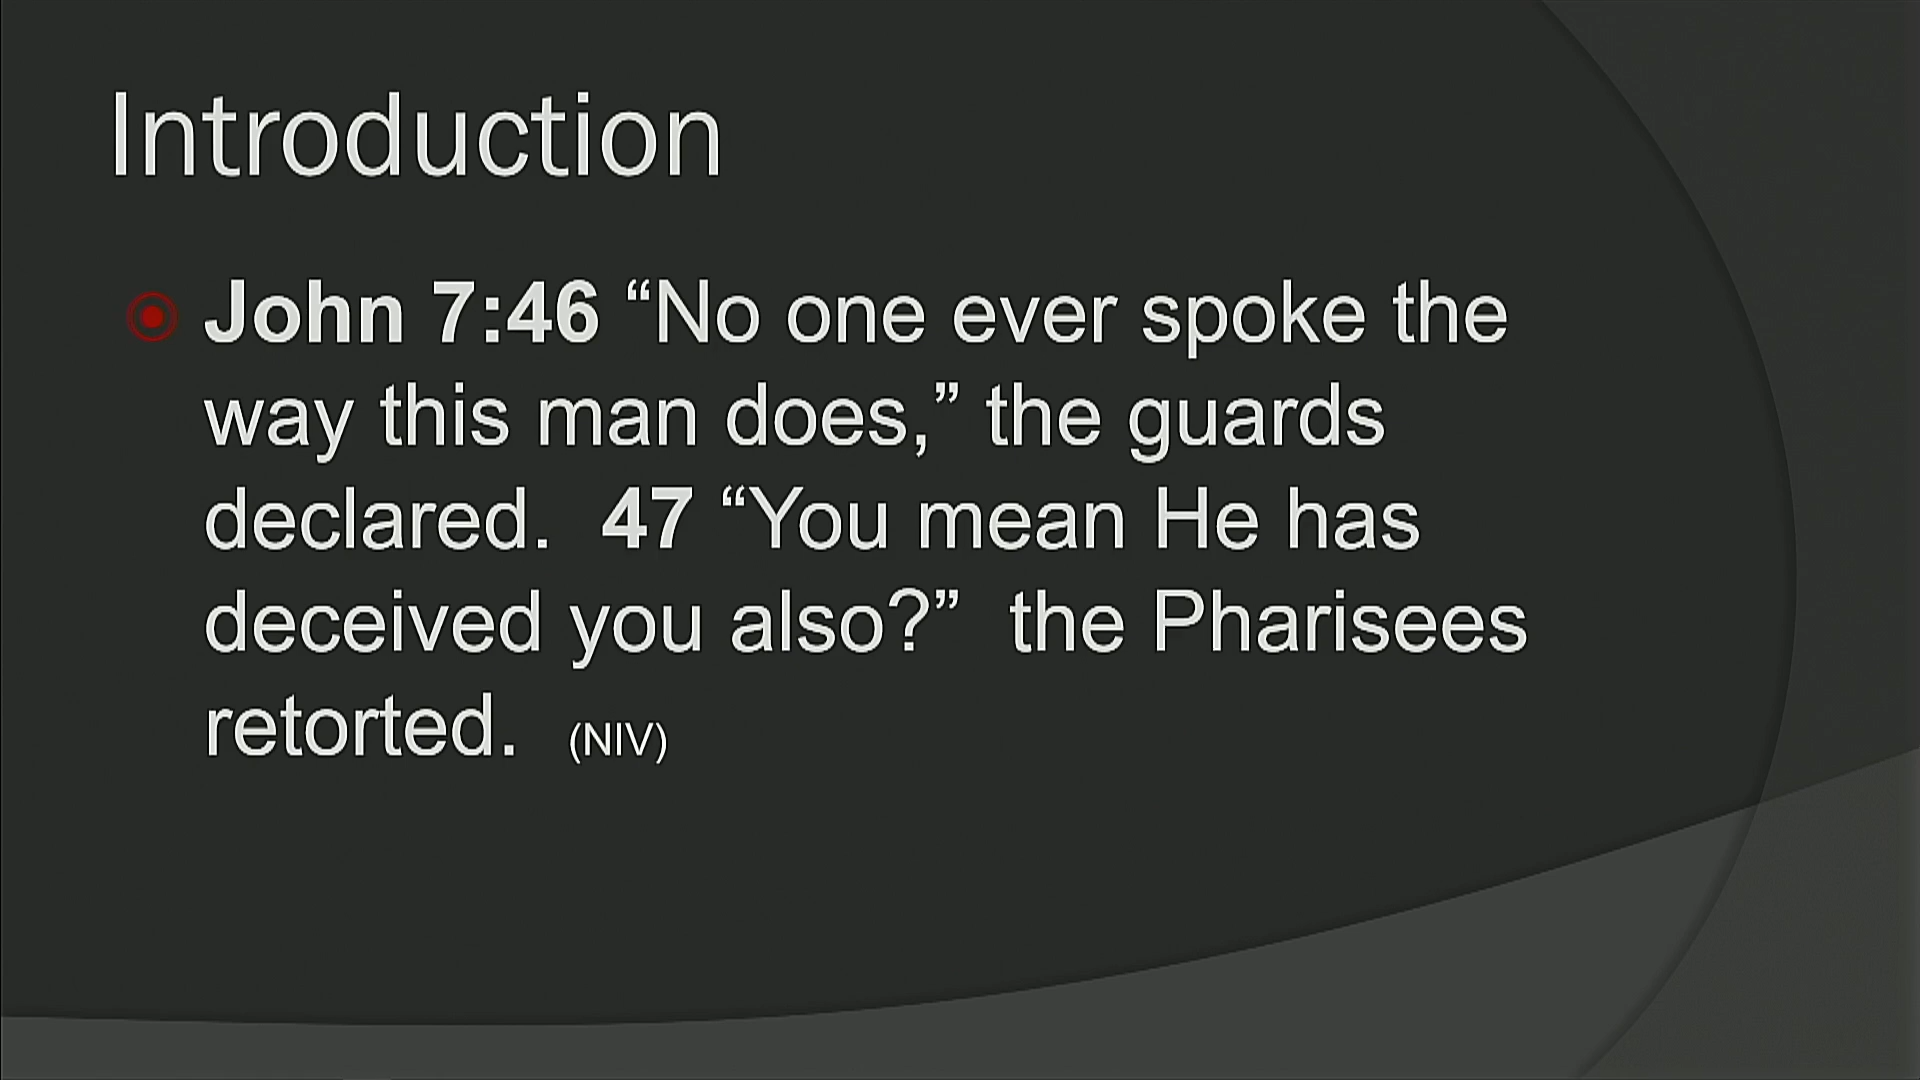 Introduction
John 7:46 “No one ever spoke the
way this man does,” the guards
declared.  47 “You mean He has
deceived you also?”  the Pharisees
retorted.  (NIV)